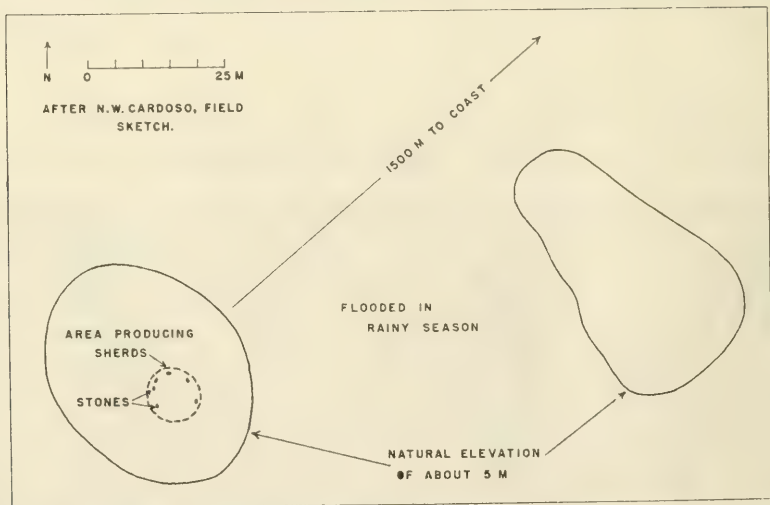 N 0 25 M
AFTER N.W. CARDOSO, FIELD
SKETCH.
1500 M TO COAST
FLOODED IN
RAINY SEASON
AREA PRODUCING
SHERDS
STONES
NATURAL ELEVATION
OF ABOUT 5 M